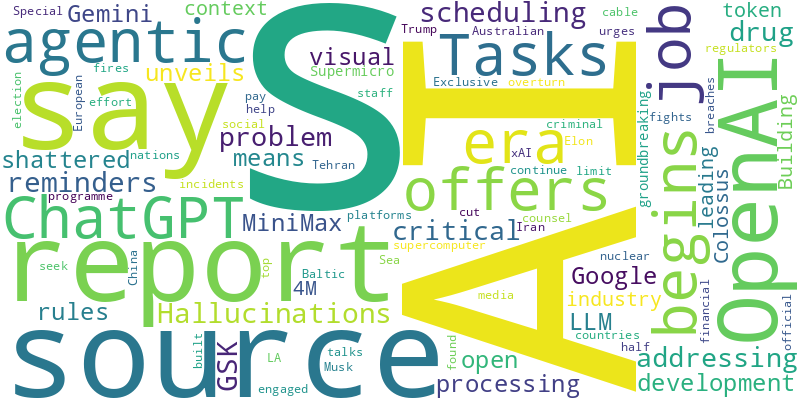 Special
Gemini
context
agentic
S
AI
scheduling
cable
token
drug
Trump
Australian
urges
job
Tasks
visual
regulators
fires
unveils
Supermicro
election
European
effort
say
Exclusive
overturn
pay
help
staff
problem
social
era
criminal
Elon
groundbreaking
fights
breaches
shattered
nations
means
Tehran
xAI
continue
limit
OpenAI
Building
reminders
incidents
programme
offers
begins
leading
Colossus
ChatGPT
MiniMax
platforms
cut
counsel
critical
Iran
report
supercomputer
nuclear
seek
China
top
Baltic
Sea
4M
Google
media
industry
financial
official
rules
Hallucinations
LLM
countries
source
built
GSK
LA
talks
Musk
found
open
half
addressing
engaged
processing
development